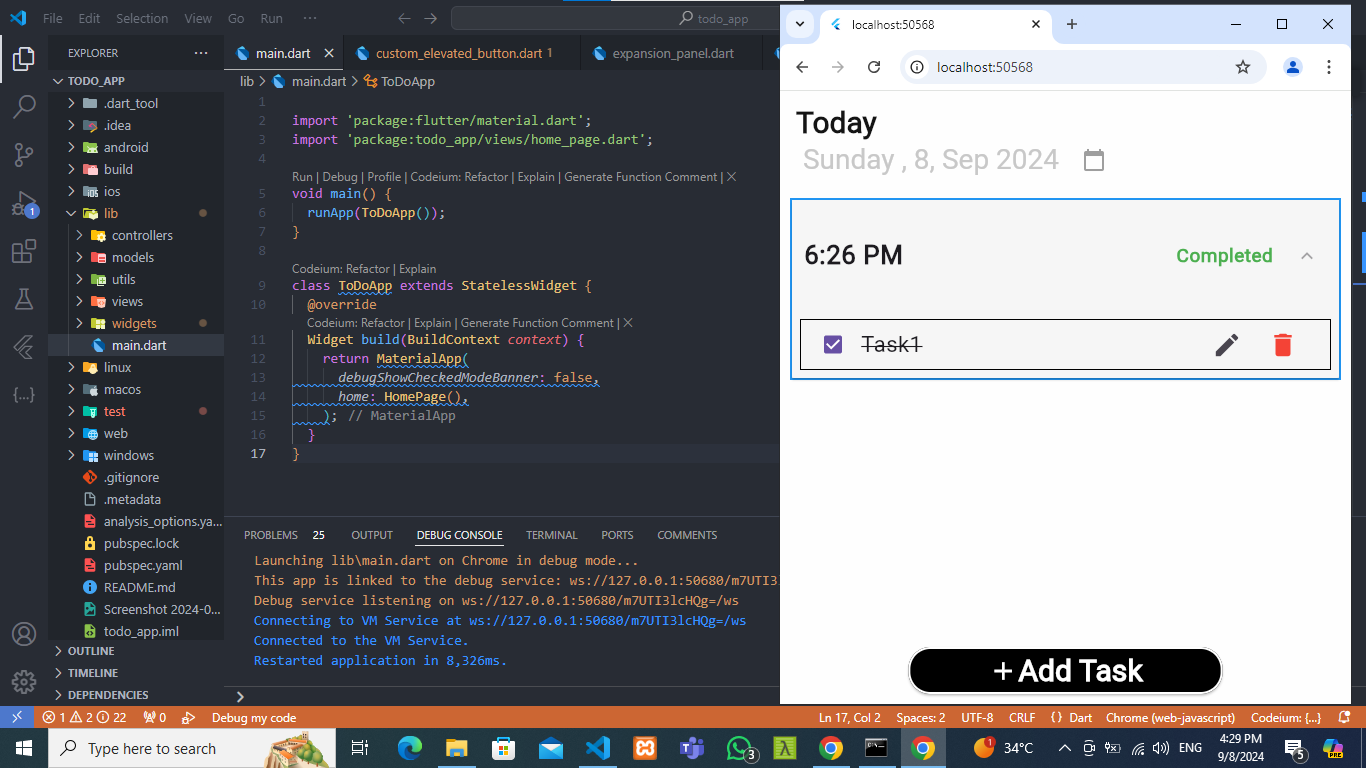 File Edit Selection View Go Run ··· todo_app
EXPLORER ···
TODO_APP
.dart_tool
.idea
android
build
ios
lib
controllers
models
utils
views
widgets
main.dart
linux
macos
test
web
windows
.gitignore
.metadata
analysis_options.ya...
pubspec.lock
pubspec.yaml
README.md
Screenshot 2024-0...
todo_app.iml
OUTLINE
TIMELINE
DEPENDENCIES
1
main.dart custom_elevated_button.dart 1 expansion_panel.dart
lib > main.dart > ToDoApp
1
2 import 'package:flutter/material.dart';
3 import 'package:todo_app/views/home_page.dart';
4
Run | Debug | Profile | Codeium: Refactor | Explain | Generate Function Comment | X
5 void main() {
6 runApp(ToDoApp());
7 }
8
Codeium: Refactor | Explain
9 class ToDoApp extends StatelessWidget {
10 @override
Codeium: Refactor | Explain | Generate Function Comment | X
11 Widget build(BuildContext context) {
12 return MaterialApp(
13 debugShowCheckedModeBanner: false,
14 home: HomePage(),
15 ); // MaterialApp
16 }
17 }
PROBLEMS 25 OUTPUT DEBUG CONSOLE TERMINAL PORTS COMMENTS
Launching lib\main.dart on Chrome in debug mode...
This app is linked to the debug service: ws://127.0.0.1:50680/m7UTI3
Debug service listening on ws://127.0.0.1:50680/m7UTI3lcHQg=/ws
Connecting to VM Service at ws://127.0.0.1:50680/m7UTI3lcHQg=/ws
Connected to the VM Service.
Restarted application in 8,326ms.
localhost:50568
localhost:50568
Today
Sunday , 8, Sep 2024
6:26 PM Completed
Task1
+ Add Task
1 2 22 0 Debug my code Ln 17, Col 2 Spaces: 2 UTF-8 CRLF {} Dart Chrome (web-javascript) Codeium: {...}
Type here to search 3 1 34°C ENG 4:29 PM 5 PRE
9/8/2024